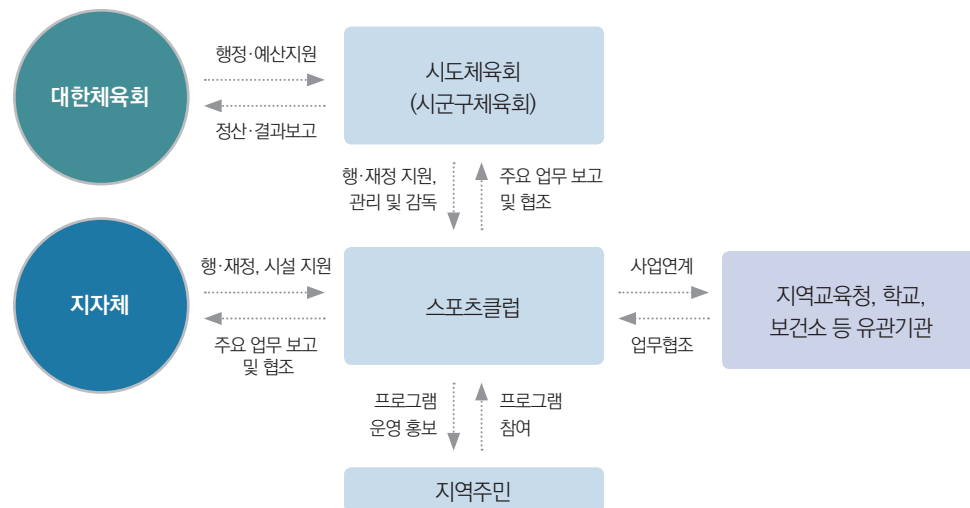 대한체육회
행정·예산지원
정산·결과보고
시도체육회
(시군구체육회)
행·재정 지원,
관리 및 감독
주요 업무 보고
및 협조
지자체
행·재정, 시설 지원
주요 업무 보고
및 협조
스포츠클럽
사업연계
업무협조
지역교육청, 학교,
보건소 등 유관기관
프로그램
운영 홍보
프로그램
참여
지역주민